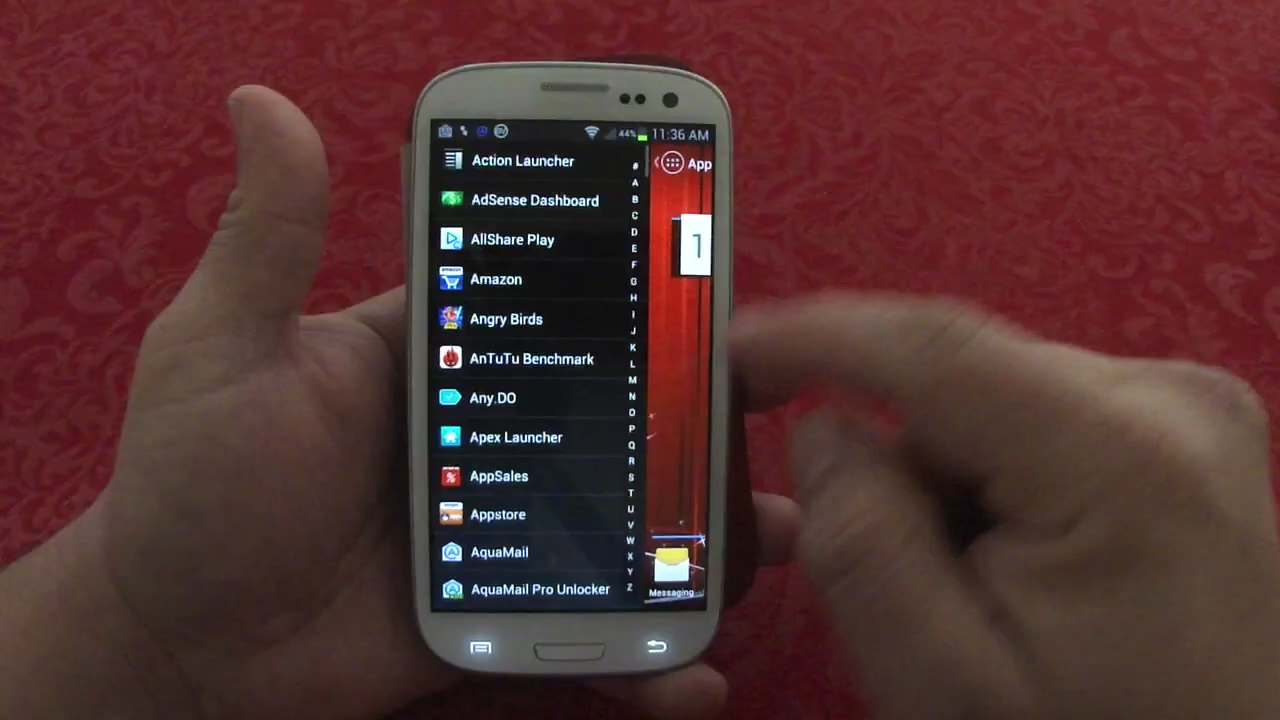 44% 11:36 AM
App
Action Launcher
AdSense Dashboard
AllShare Play
Amazon
Angry Birds
AnTuTu Benchmark
Any.DO
Apex Launcher
AppSales
Appstore
AquaMail
AquaMail Pro Unlocker
#
A
B
C
D
E
F
G
H
I
J
K
L
M
N
O
P
Q
R
S
T
U
V
W
X
Y
Z
1
Messaging